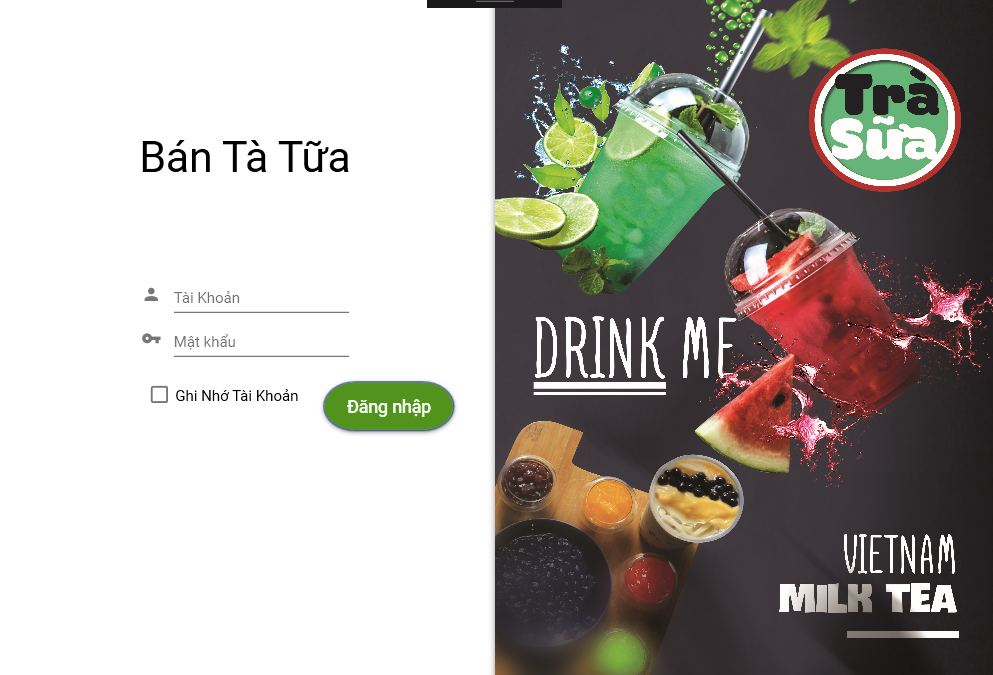 Bán Tà Tữa
Tài Khoản
Mật khẩu
Ghi Nhớ Tài Khoản
Đăng nhập
Trà
Sữa
DRINK ME
VIETNAM
MILK TEA